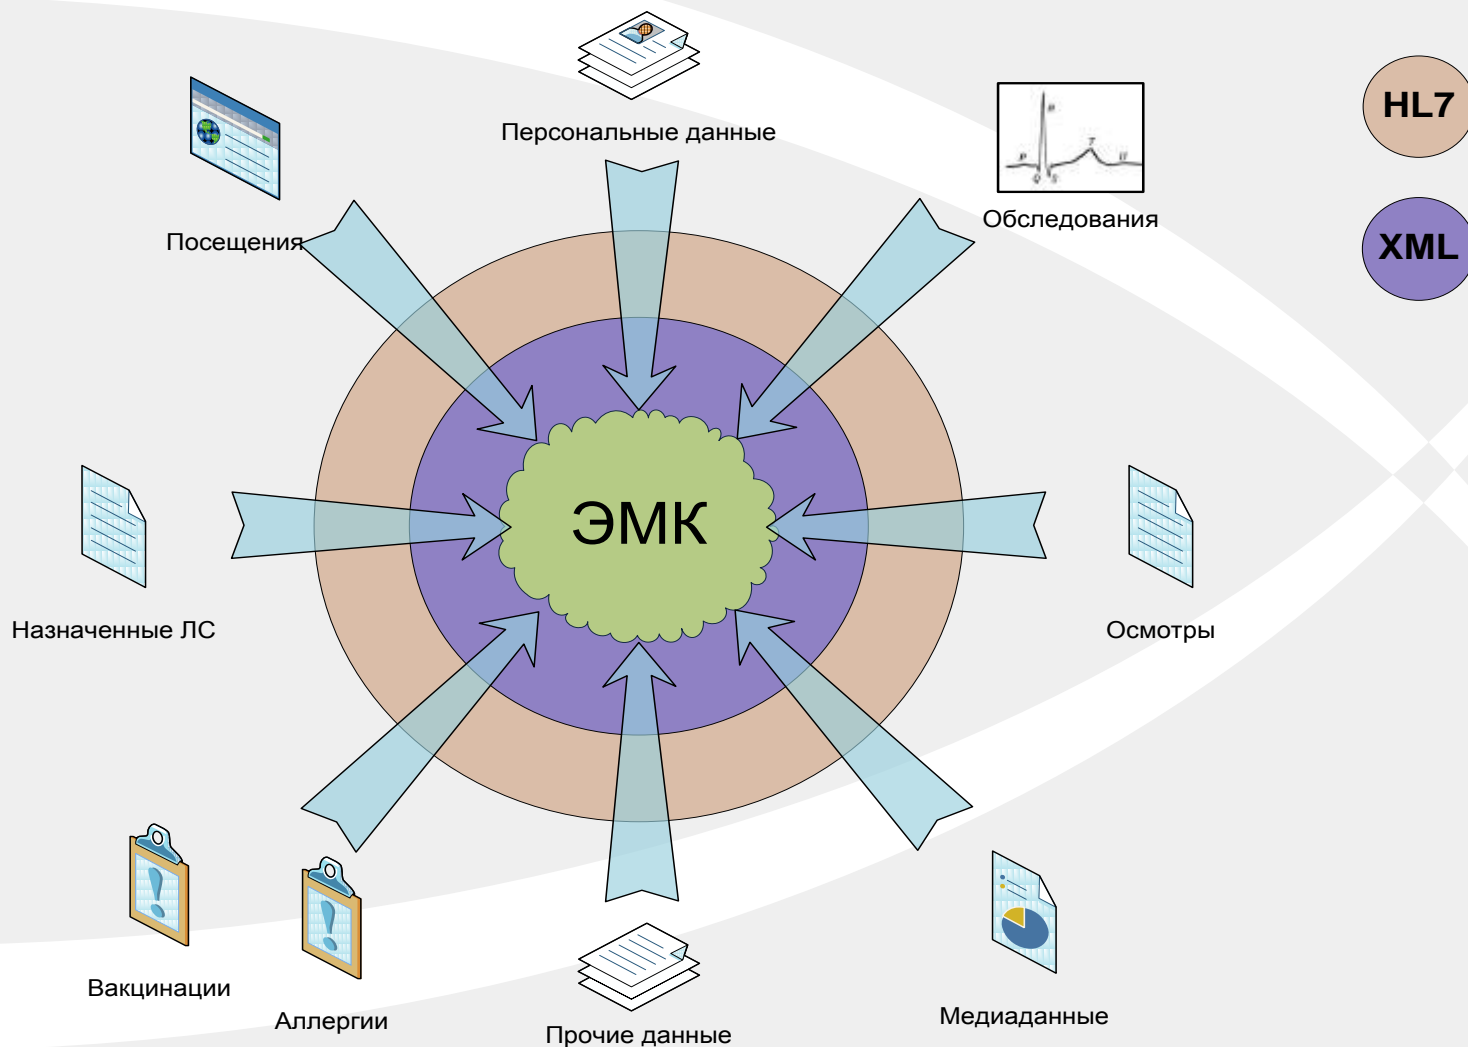 Персональные данные
HL7
Посещения
Обследования
XML
P
R
Q
S
T
U
ЭМК
Назначенные ЛС
Осмотры
Вакцинации
Аллергии
Прочие данные
Медиаданные